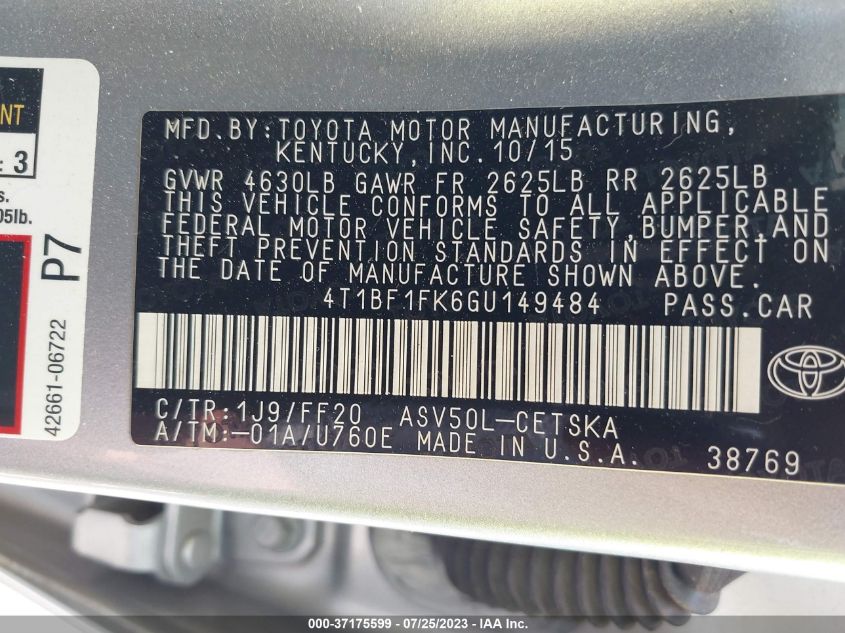 MFD.BY:TOYOTA MOTOR MANUFACTURING,
KENTUCKY,INC.10/15
GVWR 4630LB GAWR FR 2625LB RR 2625LB
THIS VEHICLE CONFORMS TO ALL APPLICABLE
FEDERAL MOTOR VEHICLE SAFETY,BUMPER,AND
THEFT PREVENTION STANDARDS IN EFFECT ON
THE DATE OF MANUFACTURE SHOWN ABOVE.
4T1BF1FK6GU149484 PASS.CAR
C/TR:1J9/FF20 ASV50L-CETSKA
A/TM:-01A/U760E MADE IN U.S.A. 38769
: 3
05lb.
P7
42661-06722
000-37175599 - 07/25/2023 - © IAA Holdings, Inc.